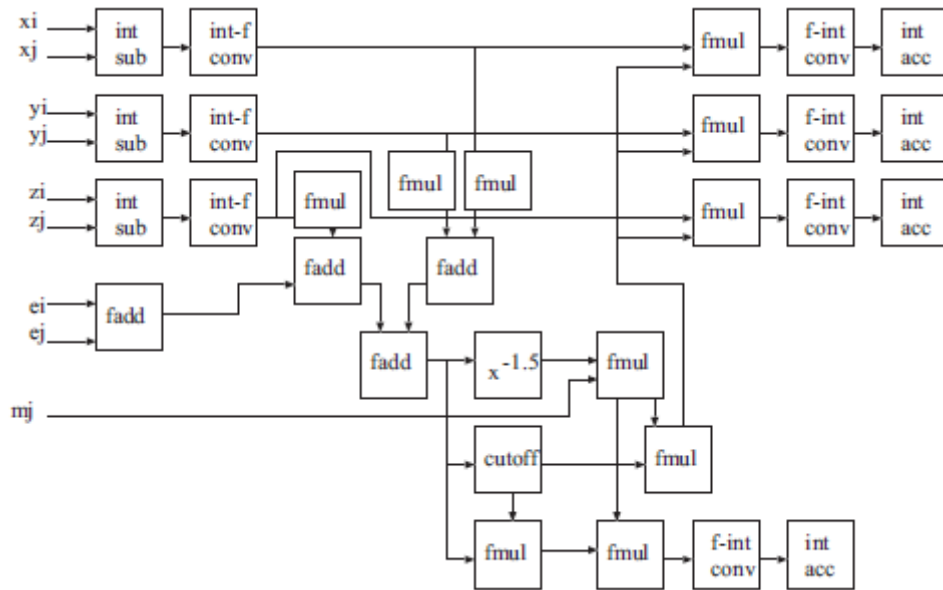 xi
xj
int
sub
int-f
conv
fmul
f-int
conv
int
acc
yi
yj
int
sub
int-f
conv
fmul
f-int
conv
int
acc
fmul
fmul
zi
zj
int
sub
int-f
conv
fmul
fmul
f-int
conv
int
acc
fadd
fadd
ei
ej
fadd
fadd
x-1.5
fmul
mj
cutoff
fmul
fmul
fmul
f-int
conv
int
acc